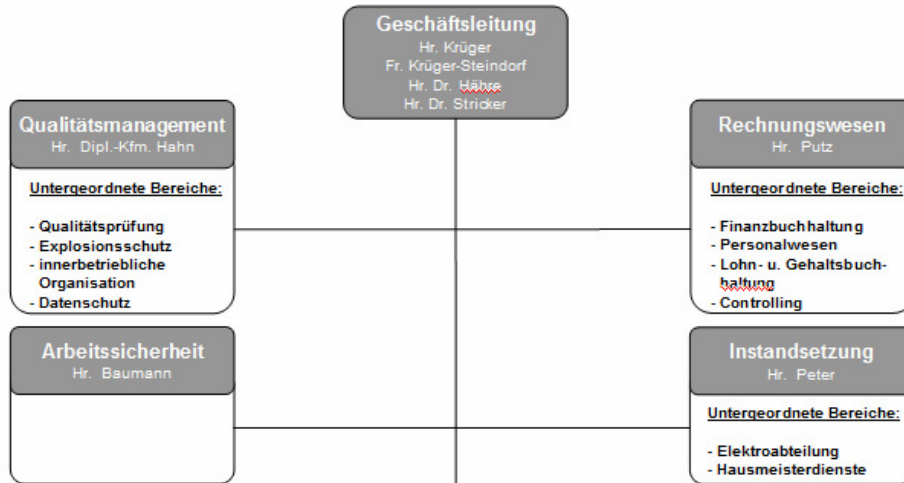 Geschäftsleitung
Hr. Krüger
Fr. Krüger-Steindorf
Hr. Dr. Hähre
Hr. Dr. Stricker
Qualitätsmanagement
Hr. Dipl.-Kfm. Hahn
Untergeordnete Bereiche:
- Qualitätsprüfung
- Explosionsschutz
- innerbetriebliche
Organisation
- Datenschutz
Rechnungswesen
Hr. Putz
Untergeordnete Bereiche:
- Finanzbuchhaltung
- Personalwesen
- Lohn- u. Gehaltsbuch-
haltung
- Controlling
Arbeitssicherheit
Hr. Baumann
Instandsetzung
Hr. Peter
Untergeordnete Bereiche:
- Elektroabteilung
- Hausmeisterdienste